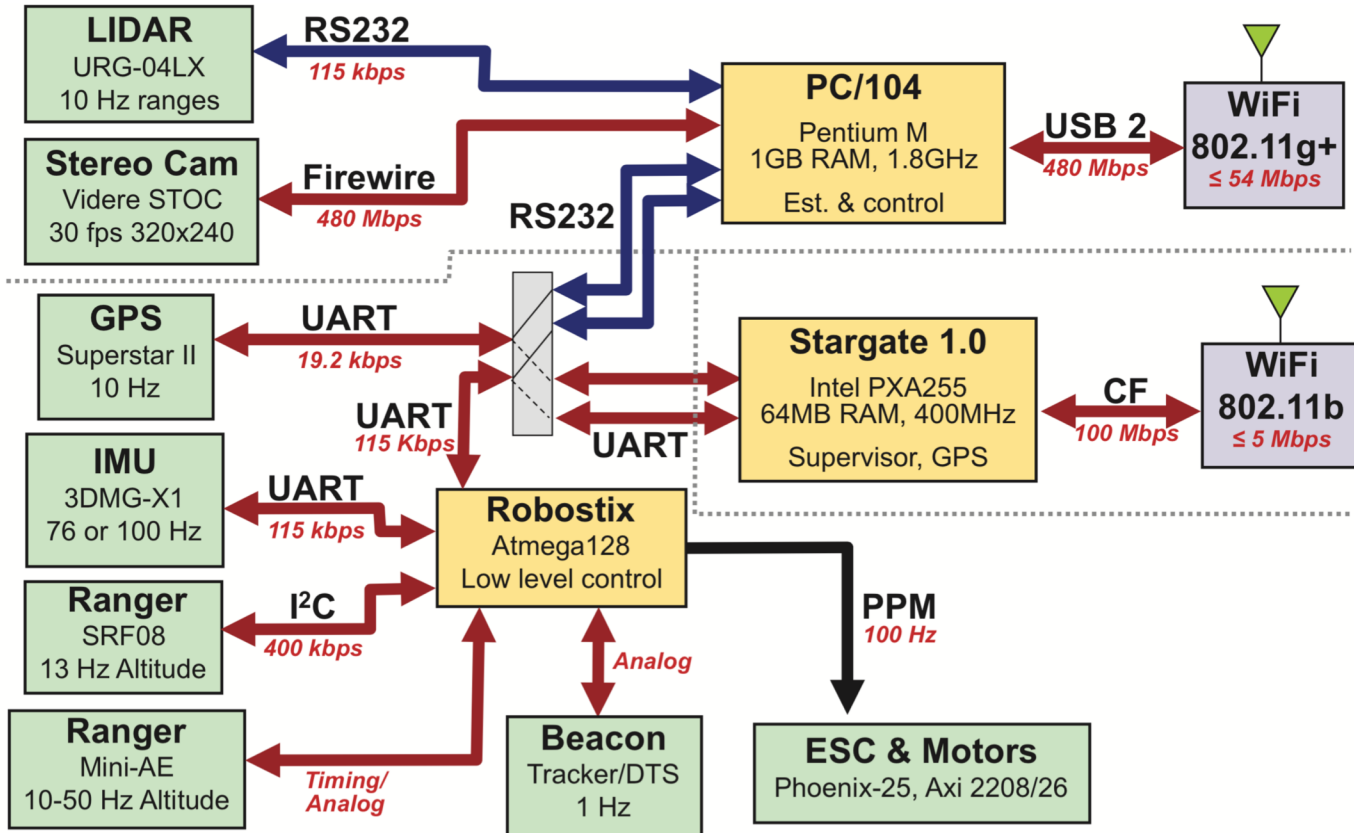 LIDAR
URG-04LX
10 Hz ranges
RS232
115 kbps
Stereo Cam
Videre STOC
30 fps 320x240
Firewire
480 Mbps
PC/104
Pentium M
1GB RAM, 1.8GHz
Est. & control
USB 2
480 Mbps
WiFi
802.11g+
≤ 54 Mbps
RS232
GPS
Superstar II
10 Hz
UART
19.2 kbps
UART
115 Kbps
UART
Stargate 1.0
Intel PXA255
64MB RAM, 400MHz
Supervisor, GPS
CF
100 Mbps
WiFi
802.11b
≤ 5 Mbps
IMU
3DMG-X1
76 or 100 Hz
UART
115 kbps
Robostix
Atmega128
Low level control
Ranger
SRF08
13 Hz Altitude
I²C
400 kbps
PPM
100 Hz
Analog
Ranger
Mini-AE
10-50 Hz Altitude
Timing/
Analog
Beacon
Tracker/DTS
1 Hz
ESC & Motors
Phoenix-25, Axi 2208/26